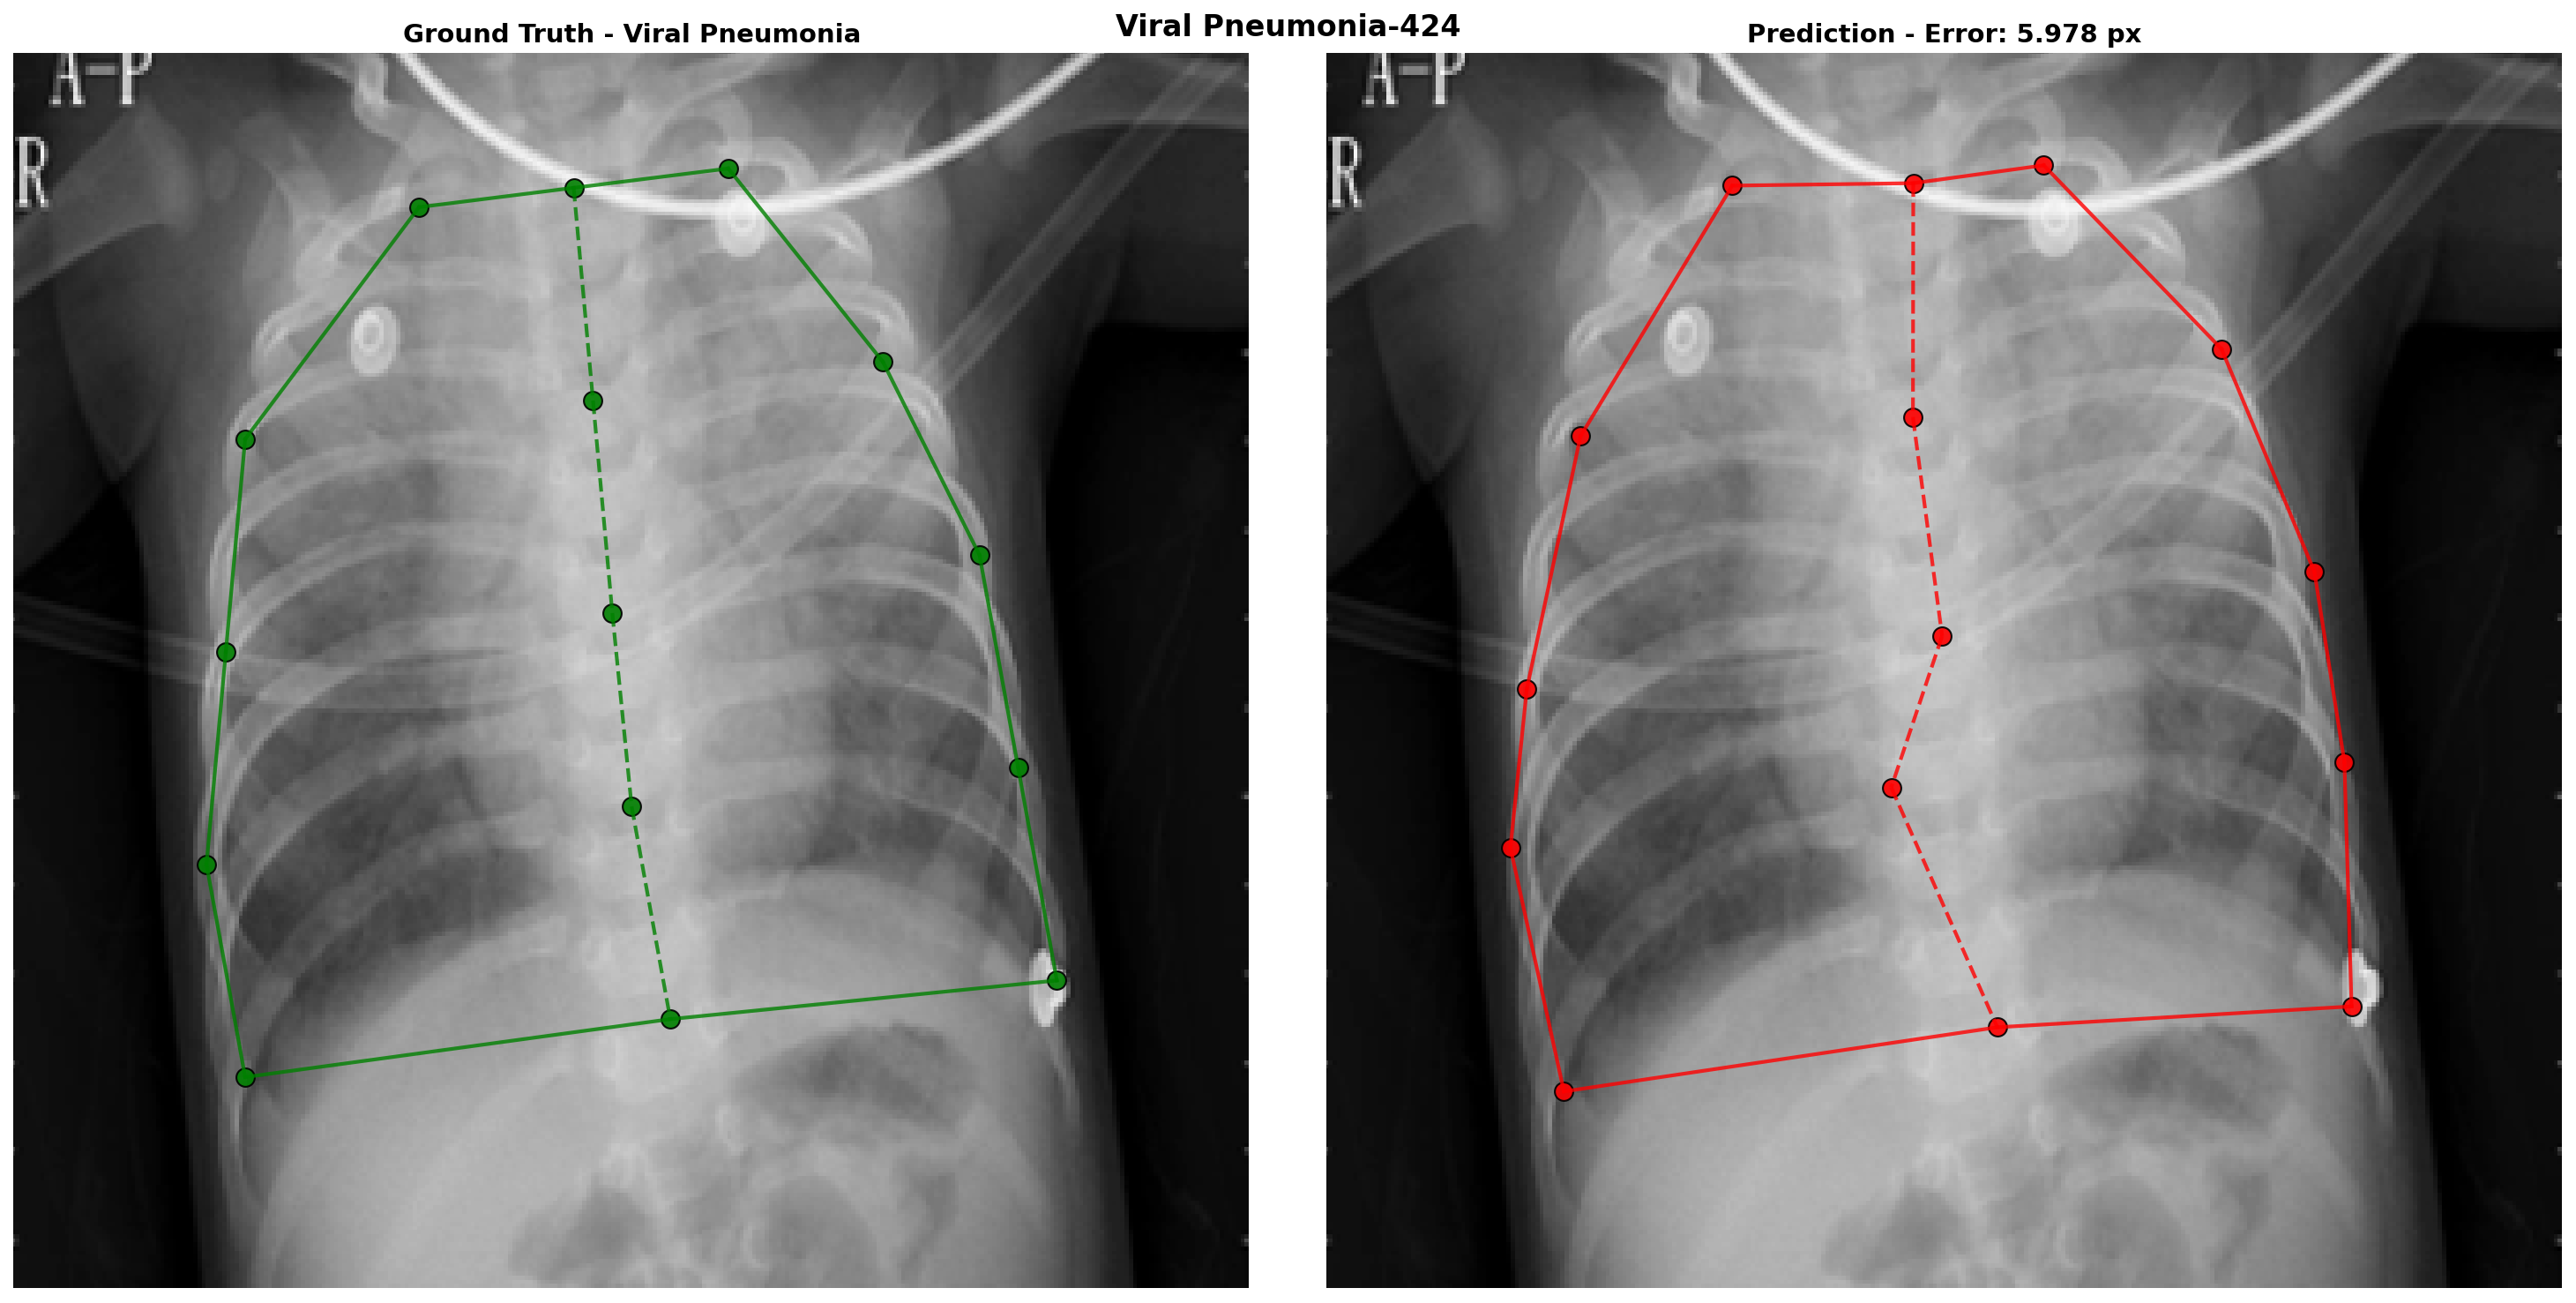 Viral Pneumonia-424
Ground Truth - Viral Pneumonia
Prediction - Error: 5.978 px
A-P
R
A-P
R